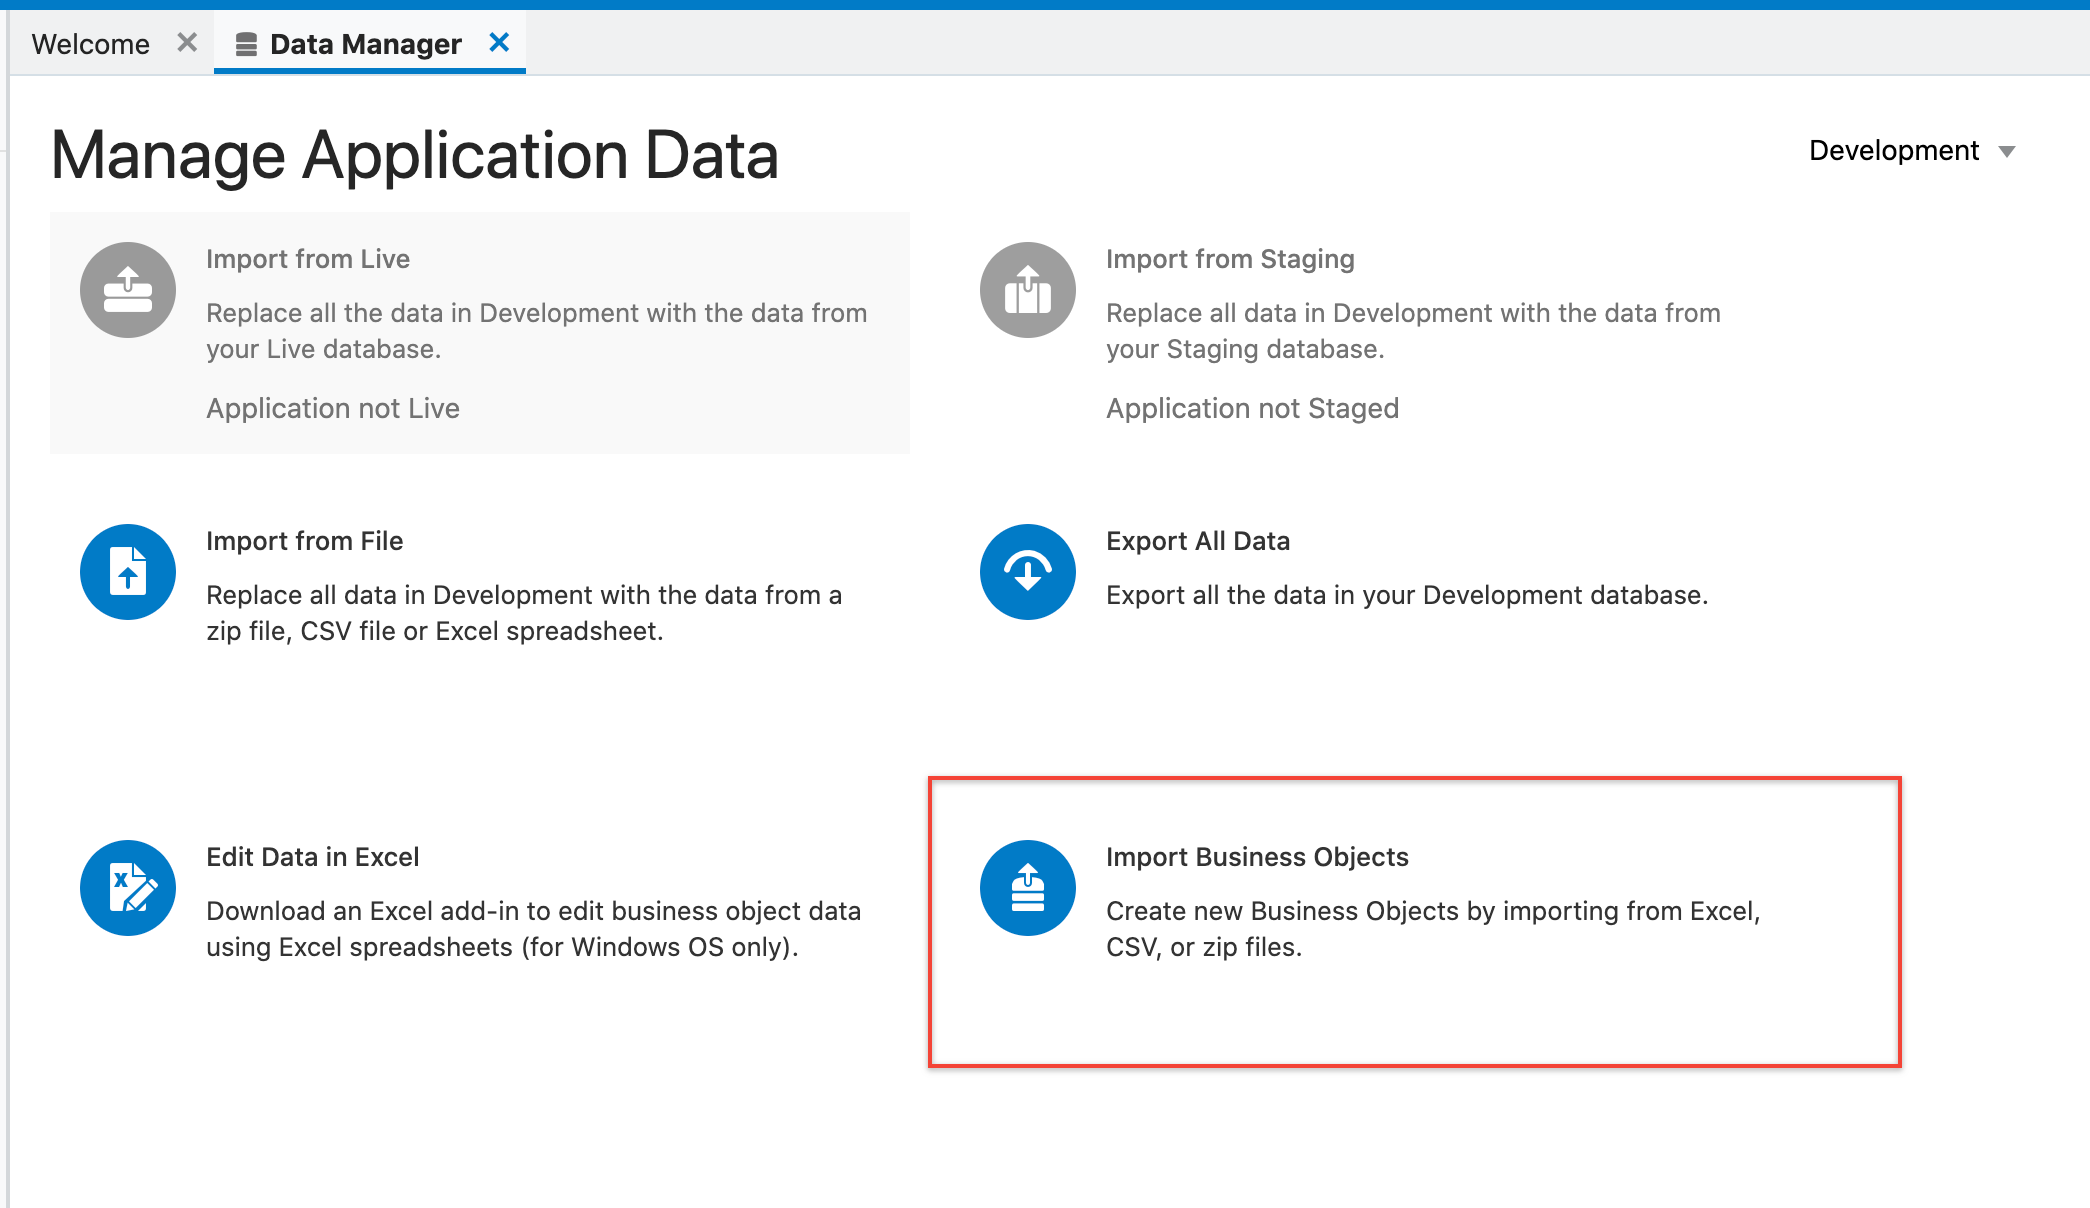 Welcome
Data Manager
Manage Application Data
Development
Import from Live
Replace all the data in Development with the data from
your Live database.
Application not Live
Import from Staging
Replace all data in Development with the data from
your Staging database.
Application not Staged
Import from File
Replace all data in Development with the data from a
zip file, CSV file or Excel spreadsheet.
Export All Data
Export all the data in your Development database.
Edit Data in Excel
Download an Excel add-in to edit business object data
using Excel spreadsheets (for Windows OS only).
Import Business Objects
Create new Business Objects by importing from Excel,
CSV, or zip files.